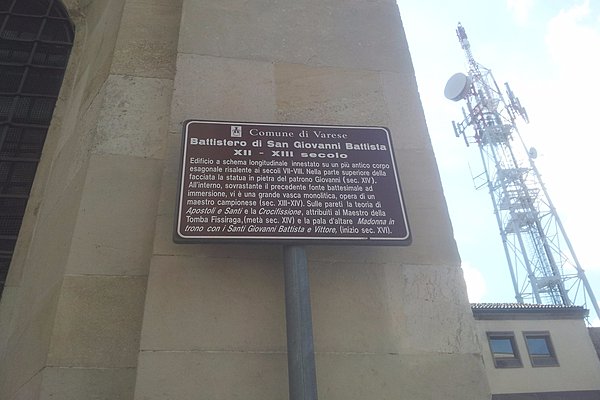 Comune di Varese
Battistero di San Giovanni Battista
XII - XIII secolo
Edificio a schema longitudinale innestato su un più antico corpo
esagonale risalente ai secoli VII-VIII. Nella parte superiore della
facciata la statua in pietra del patrono Giovanni (sec. XIV).
All'interno, sovrastante il precedente fonte battesimale ad
immersione, vi è una grande vasca monolitica, opera di un
maestro campionese (sec. XIII-XIV). Sulle pareti la teoria di
Apostoli e Santi e la Crocifissione, attribuiti al Maestro della
Tomba Fissiraga,(metà sec. XIV) e la pala d'altare Madonna in
trono con i Santi Giovanni Battista e Vittore, (inizio sec. XVI).